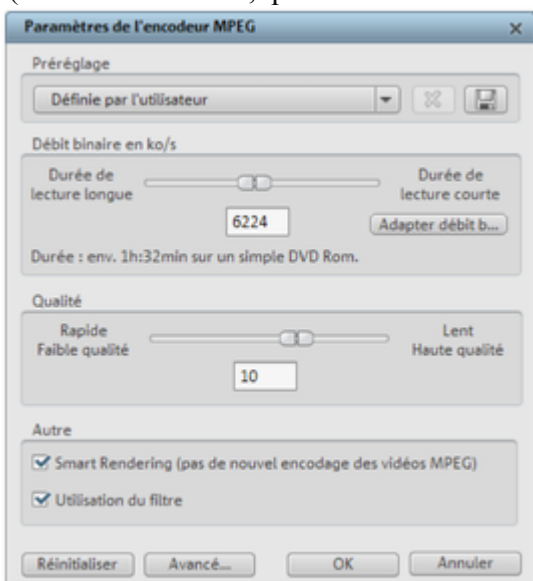 Paramètres de l'encodeur MPEG
Préréglage
Définie par l'utilisateur
Débit binaire en ko/s
Durée de
lecture longue
Durée de
lecture courte
6224
Adapter débit b...
Durée : env. 1h:32min sur un simple DVD Rom.
Qualité
Rapide
Faible qualité
Lent
Haute qualité
10
Autre
Smart Rendering (pas de nouvel encodage des vidéos MPEG)
Utilisation du filtre
Réinitialiser
Avancé...
OK
Annuler